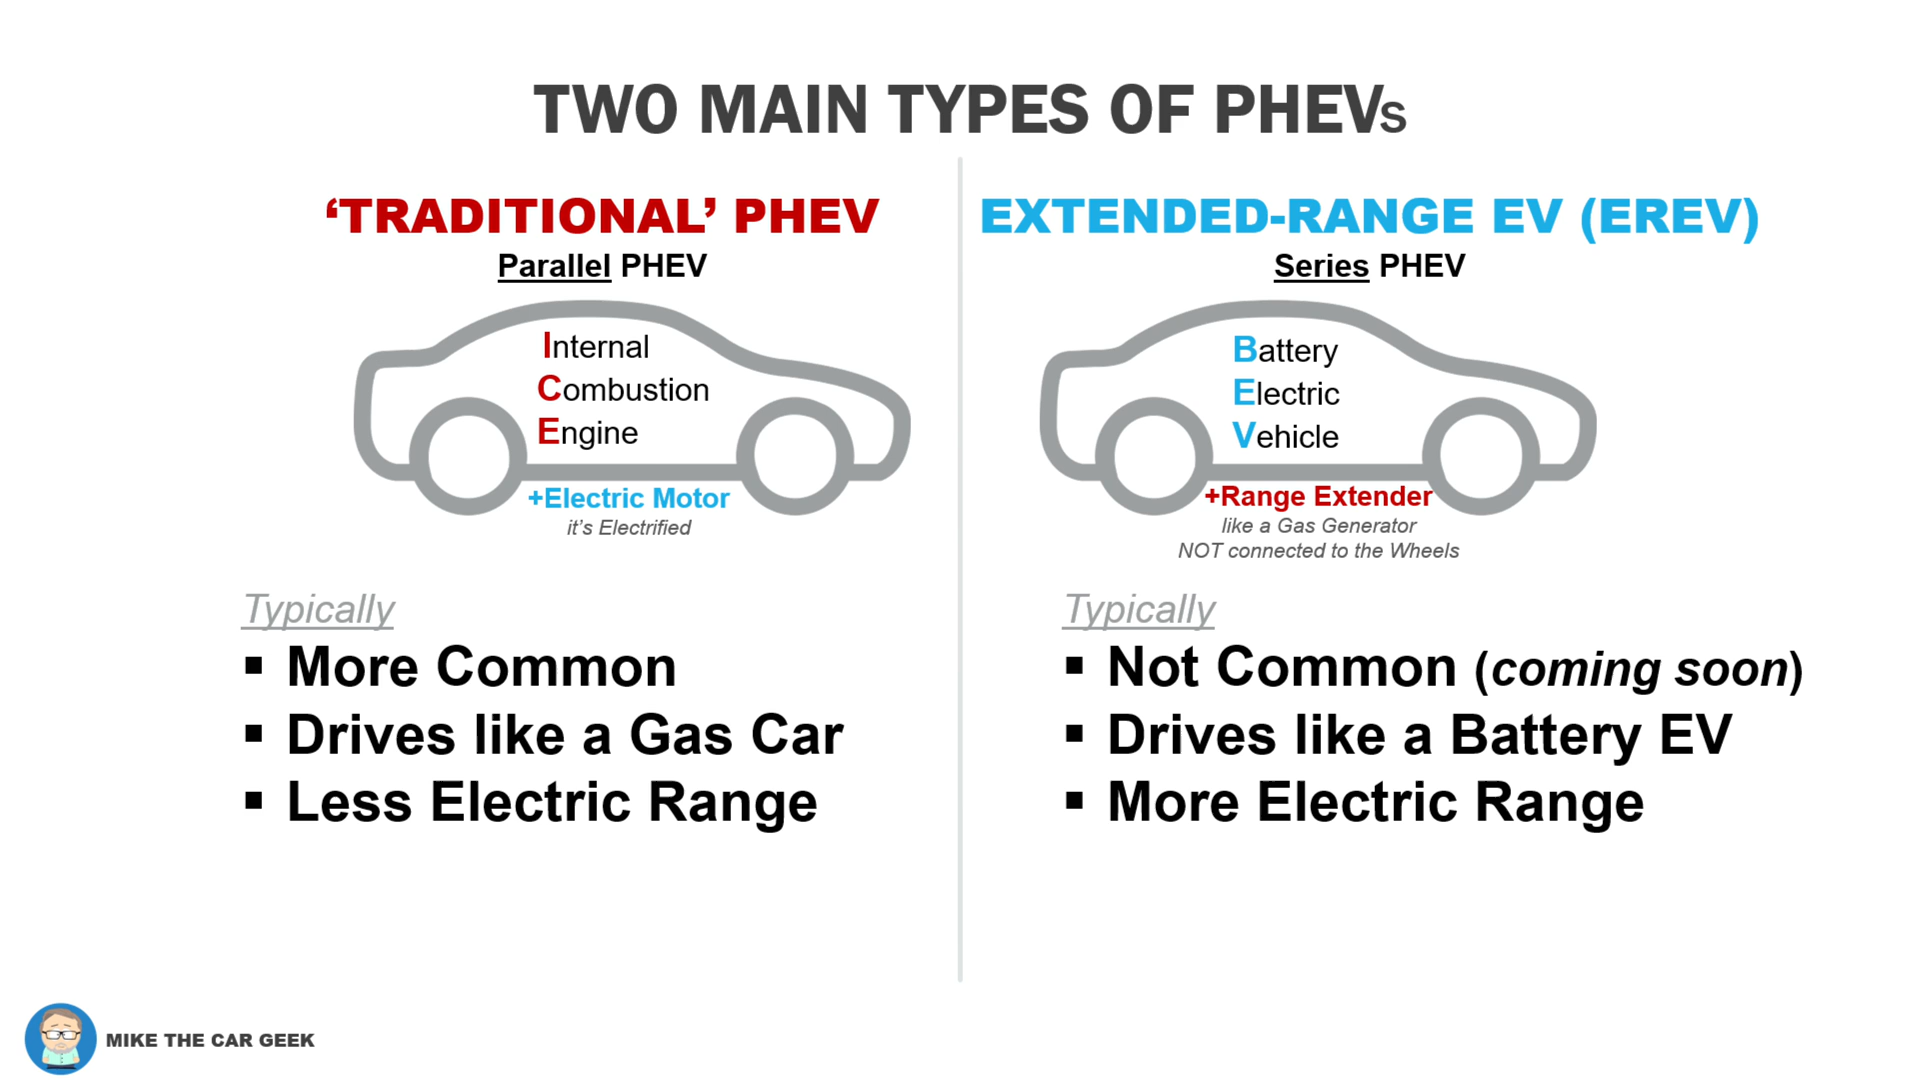 TWO MAIN TYPES OF PHEVs
‘TRADITIONAL’ PHEV
Parallel PHEV
Internal
Combustion
Engine
+Electric Motor
it’s Electrified
Typically
▪ More Common
▪ Drives like a Gas Car
▪ Less Electric Range
EXTENDED-RANGE EV (EREV)
Series PHEV
Battery
Electric
Vehicle
+Range Extender
like a Gas Generator
NOT connected to the Wheels
Typically
▪ Not Common (coming soon)
▪ Drives like a Battery EV
▪ More Electric Range
MIKE THE CAR GEEK